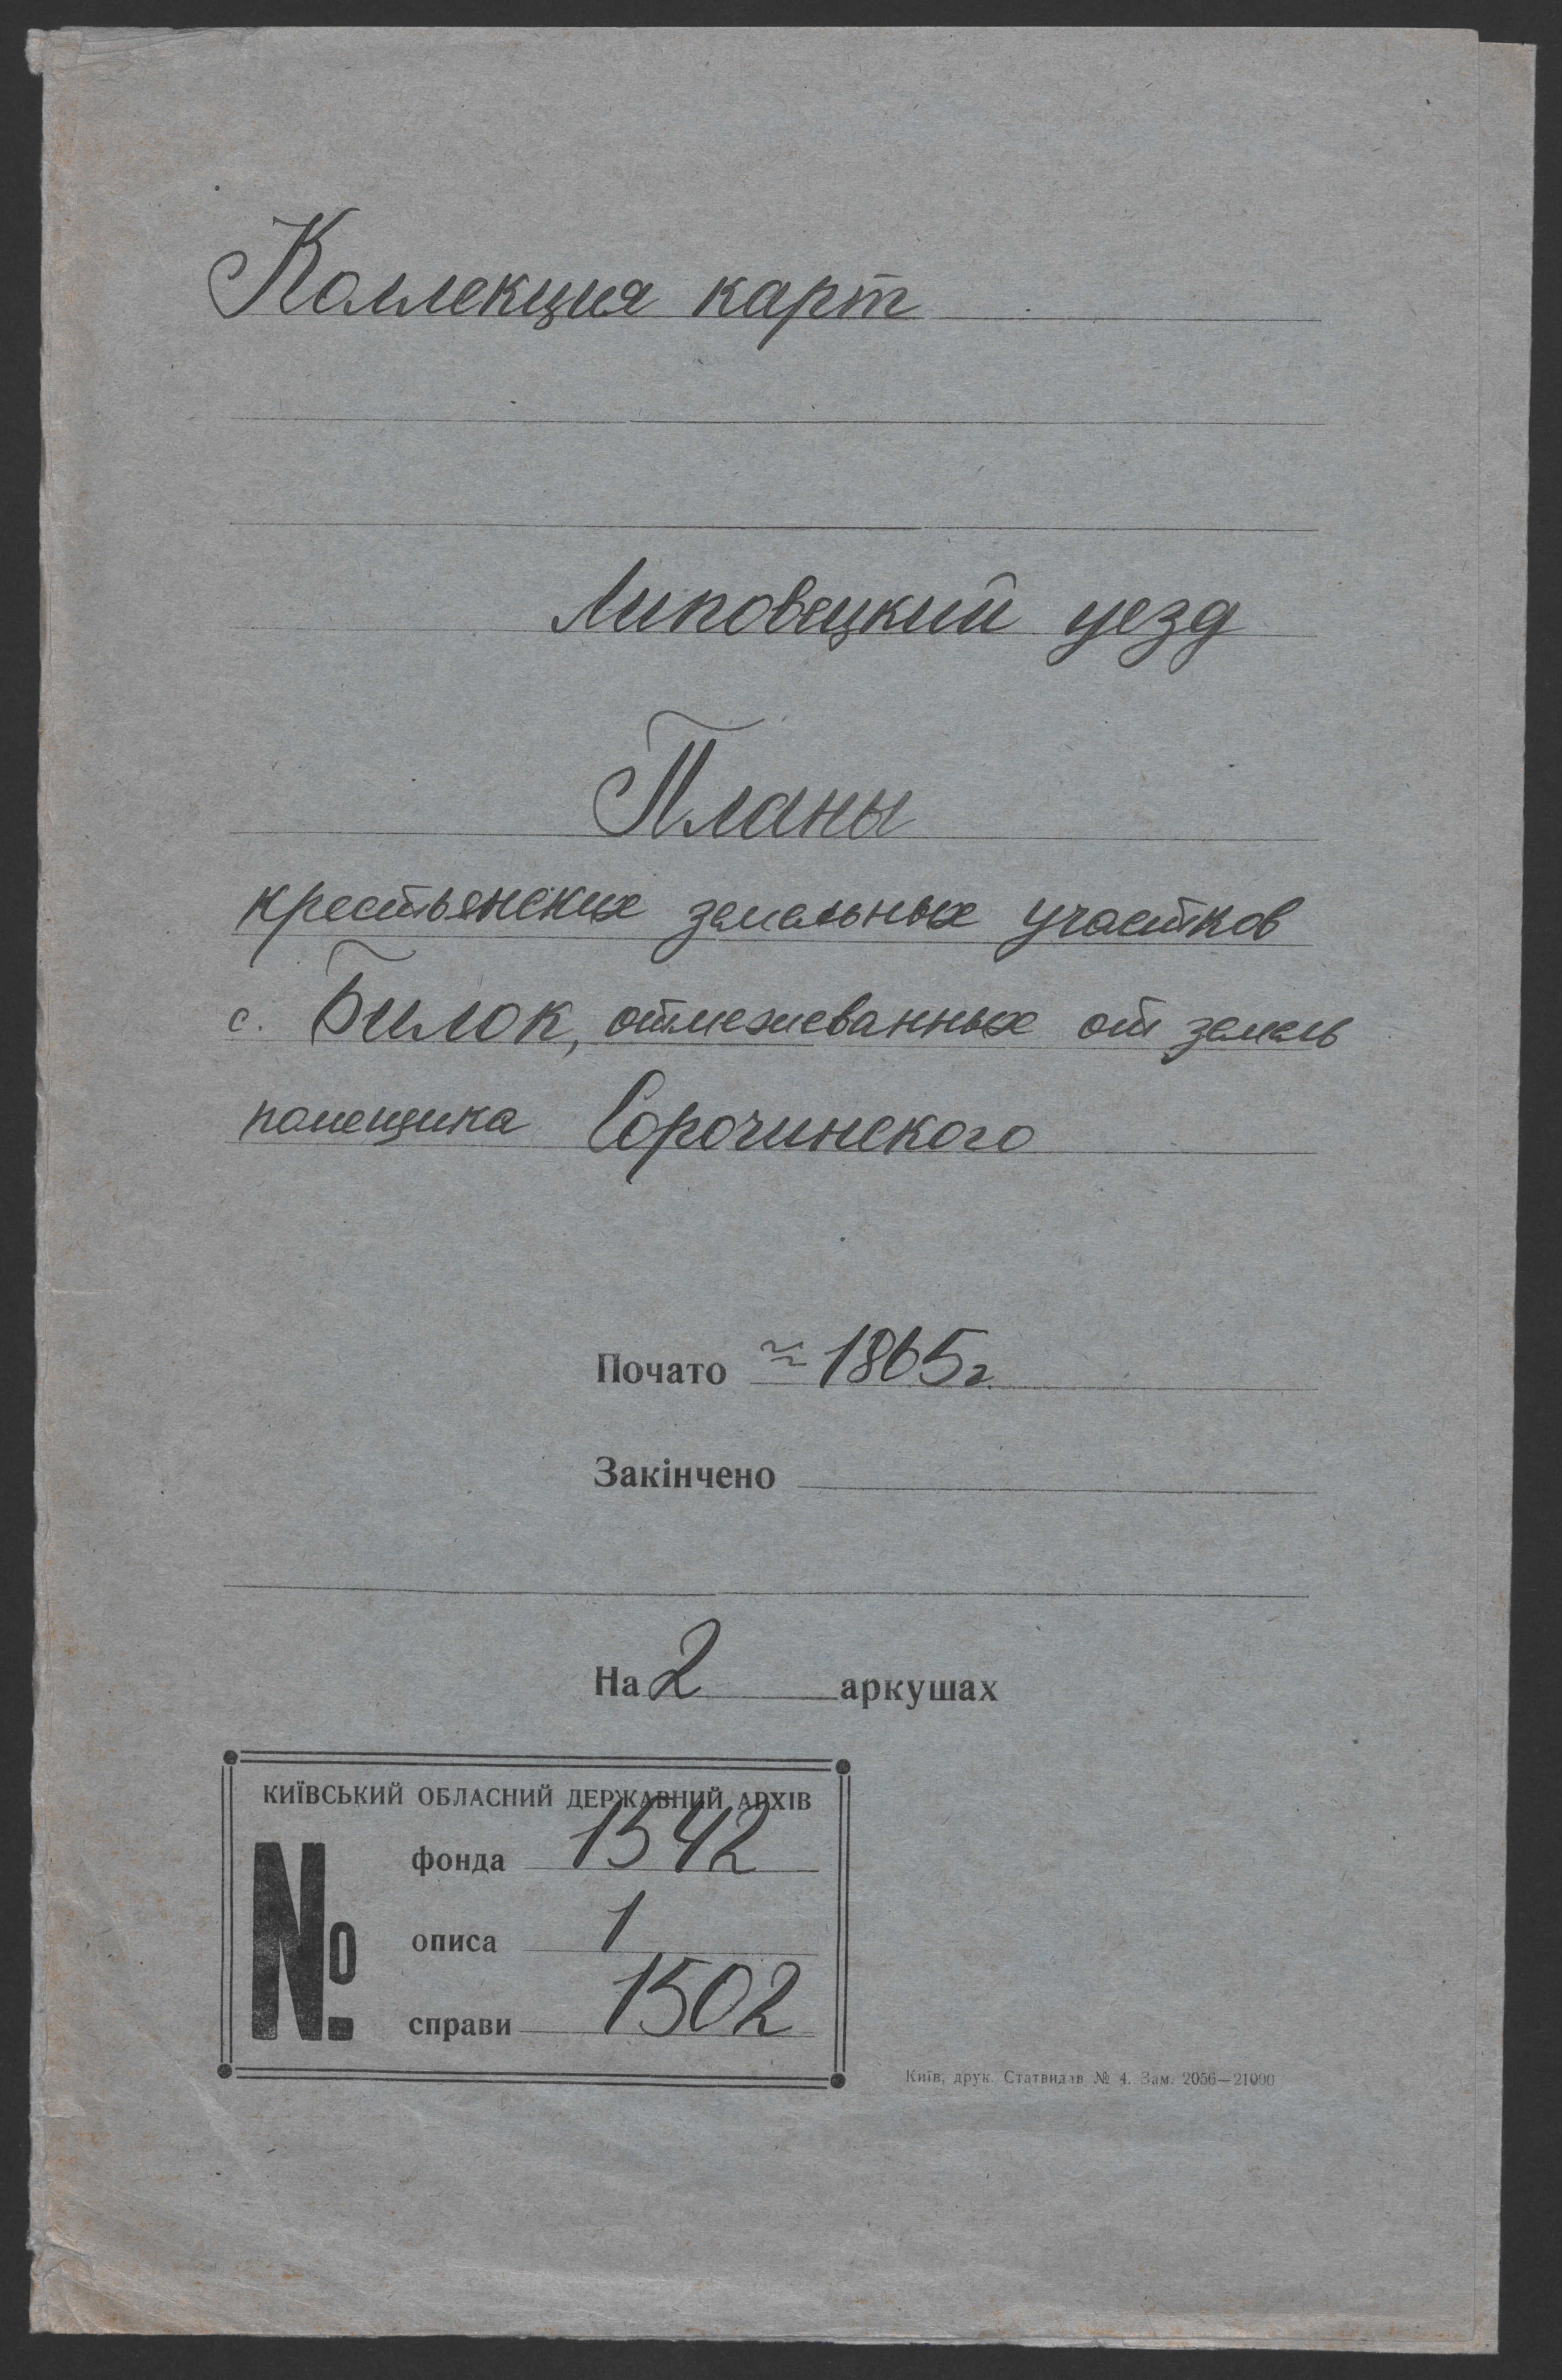 Коллекция карт
Липовецкий уезд
Планы
крестьянских земельных участков
с. Билок, отмежеванных от земель
помещика Сорочинского
Почато ≈ 1865 г.
Закінчено
На 2 аркушах
КИЇВСЬКИЙ ОБЛАСНИЙ ДЕРЖАВНИЙ АРХІВ
№
фонда 1542
описа 1
справи 1502
Київ, друк. Статвидав № 4. Зам. 2056—21000